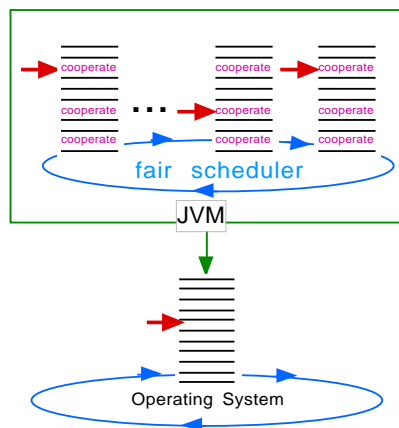 cooperate cooperate cooperate
cooperate ... cooperate cooperate
cooperate cooperate cooperate
fair scheduler
JVM
Operating System